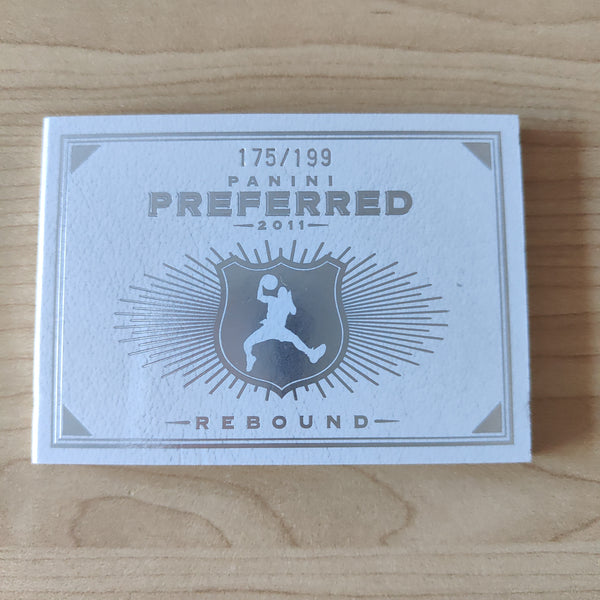 175/199
PANINI
PREFERRED
2011
REBOUND